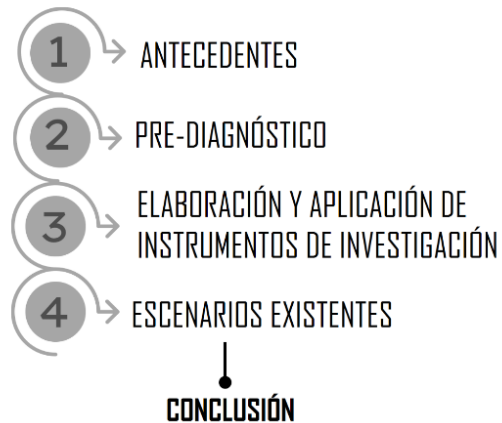 1 ANTECEDENTES
2 PRE-DIAGNÓSTICO
3 ELABORACIÓN Y APLICACIÓN DE
INSTRUMENTOS DE INVESTIGACIÓN
4 ESCENARIOS EXISTENTES
CONCLUSIÓN